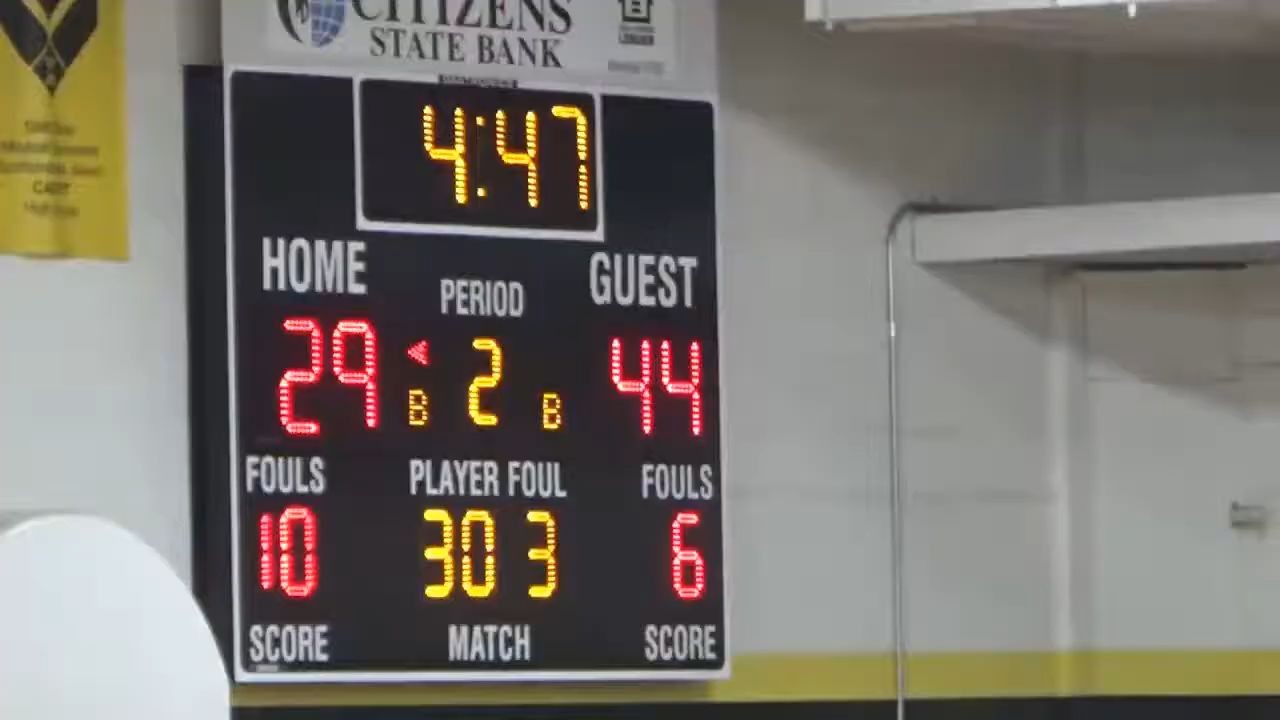 CITIZENS
STATE BANK
LENDER
4:47
HOME PERIOD GUEST
29 2 44
B B
FOULS PLAYER FOUL FOULS
10 30 3 6
SCORE MATCH SCORE